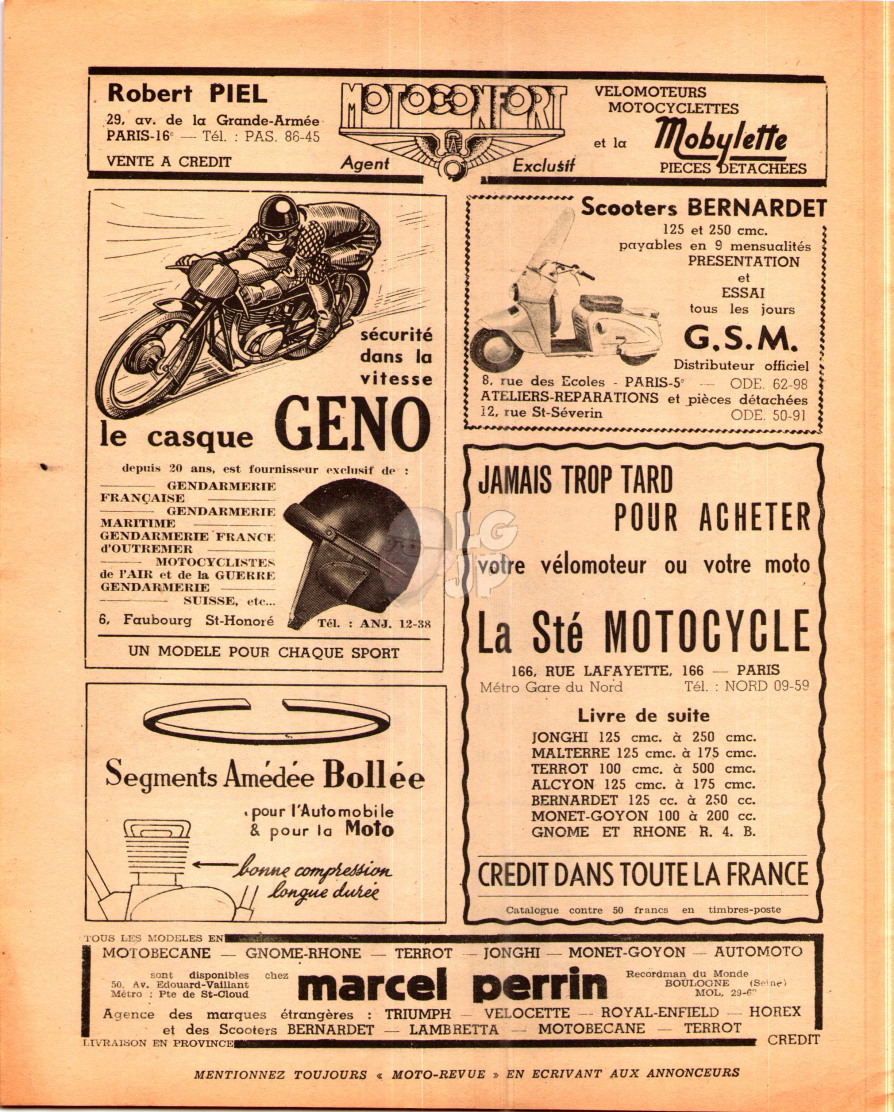 Robert PIEL
29, av. de la Grande-Armée
PARIS-16e — Tél. : PAS. 86-45
VENTE A CREDIT
MOTOCONFORT
Agent Exclusif
VELOMOTEURS
MOTOCYCLETTES
et la Mobylette
PIECES DETACHEES
sécurité
dans la
vitesse
le casque GENO
depuis 20 ans, est fournisseur exclusif de :
GENDARMERIE
FRANÇAISE
GENDARMERIE
MARITIME
GENDARMERIE FRANCE
d'OUTREMER
MOTOCYCLISTES
de l'AIR et de la GUERRE
GENDARMERIE
SUISSE, etc...
6, Faubourg St-Honoré Tél. : ANJ. 12-38
UN MODELE POUR CHAQUE SPORT
Scooters BERNARDET
125 et 250 cmc.
payables en 9 mensualités
PRESENTATION
et
ESSAI
tous les jours
G.S.M.
Distributeur officiel
8, rue des Ecoles - PARIS-5e — ODE. 62-98
ATELIERS-REPARATIONS et pièces détachées
12, rue St-Séverin ODE. 50-91
JAMAIS TROP TARD
POUR ACHETER
votre vélomoteur ou votre moto
La Sté MOTOCYCLE
166, RUE LAFAYETTE, 166 — PARIS
Métro Gare du Nord Tél. : NORD 09-59
Livre de suite
JONGHI 125 cmc. à 250 cmc.
MALTERRE 125 cmc. à 175 cmc.
TERROT 100 cmc. à 500 cmc.
ALCYON 125 cmc. à 175 cmc.
BERNARDET 125 cc. à 250 cc.
MONET-GOYON 100 à 200 cc.
GNOME ET RHONE R. 4. B.
CREDIT DANS TOUTE LA FRANCE
Catalogue contre 50 francs en timbres-poste
LG
JP
Segments Amédée Bollée
pour l'Automobile
& pour la Moto
bonne compression
longue durée
TOUS LES MODELES EN
MOTOBECANE — GNOME-RHONE — TERROT — JONGHI — MONET-GOYON — AUTOMOTO
sont disponibles chez
50, Av. Edouard-Vaillant
Métro : Pte de St-Cloud
marcel perrin
Recordman du Monde
BOULOGNE (Seine)
MOL. 29-6
Agence des marques étrangères : TRIUMPH — VELOCETTE — ROYAL-ENFIELD — HOREX
et des Scooters BERNARDET — LAMBRETTA — MOTOBECANE — TERROT
LIVRAISON EN PROVINCE CREDIT
MENTIONNEZ TOUJOURS « MOTO-REVUE » EN ECRIVANT AUX ANNONCEURS